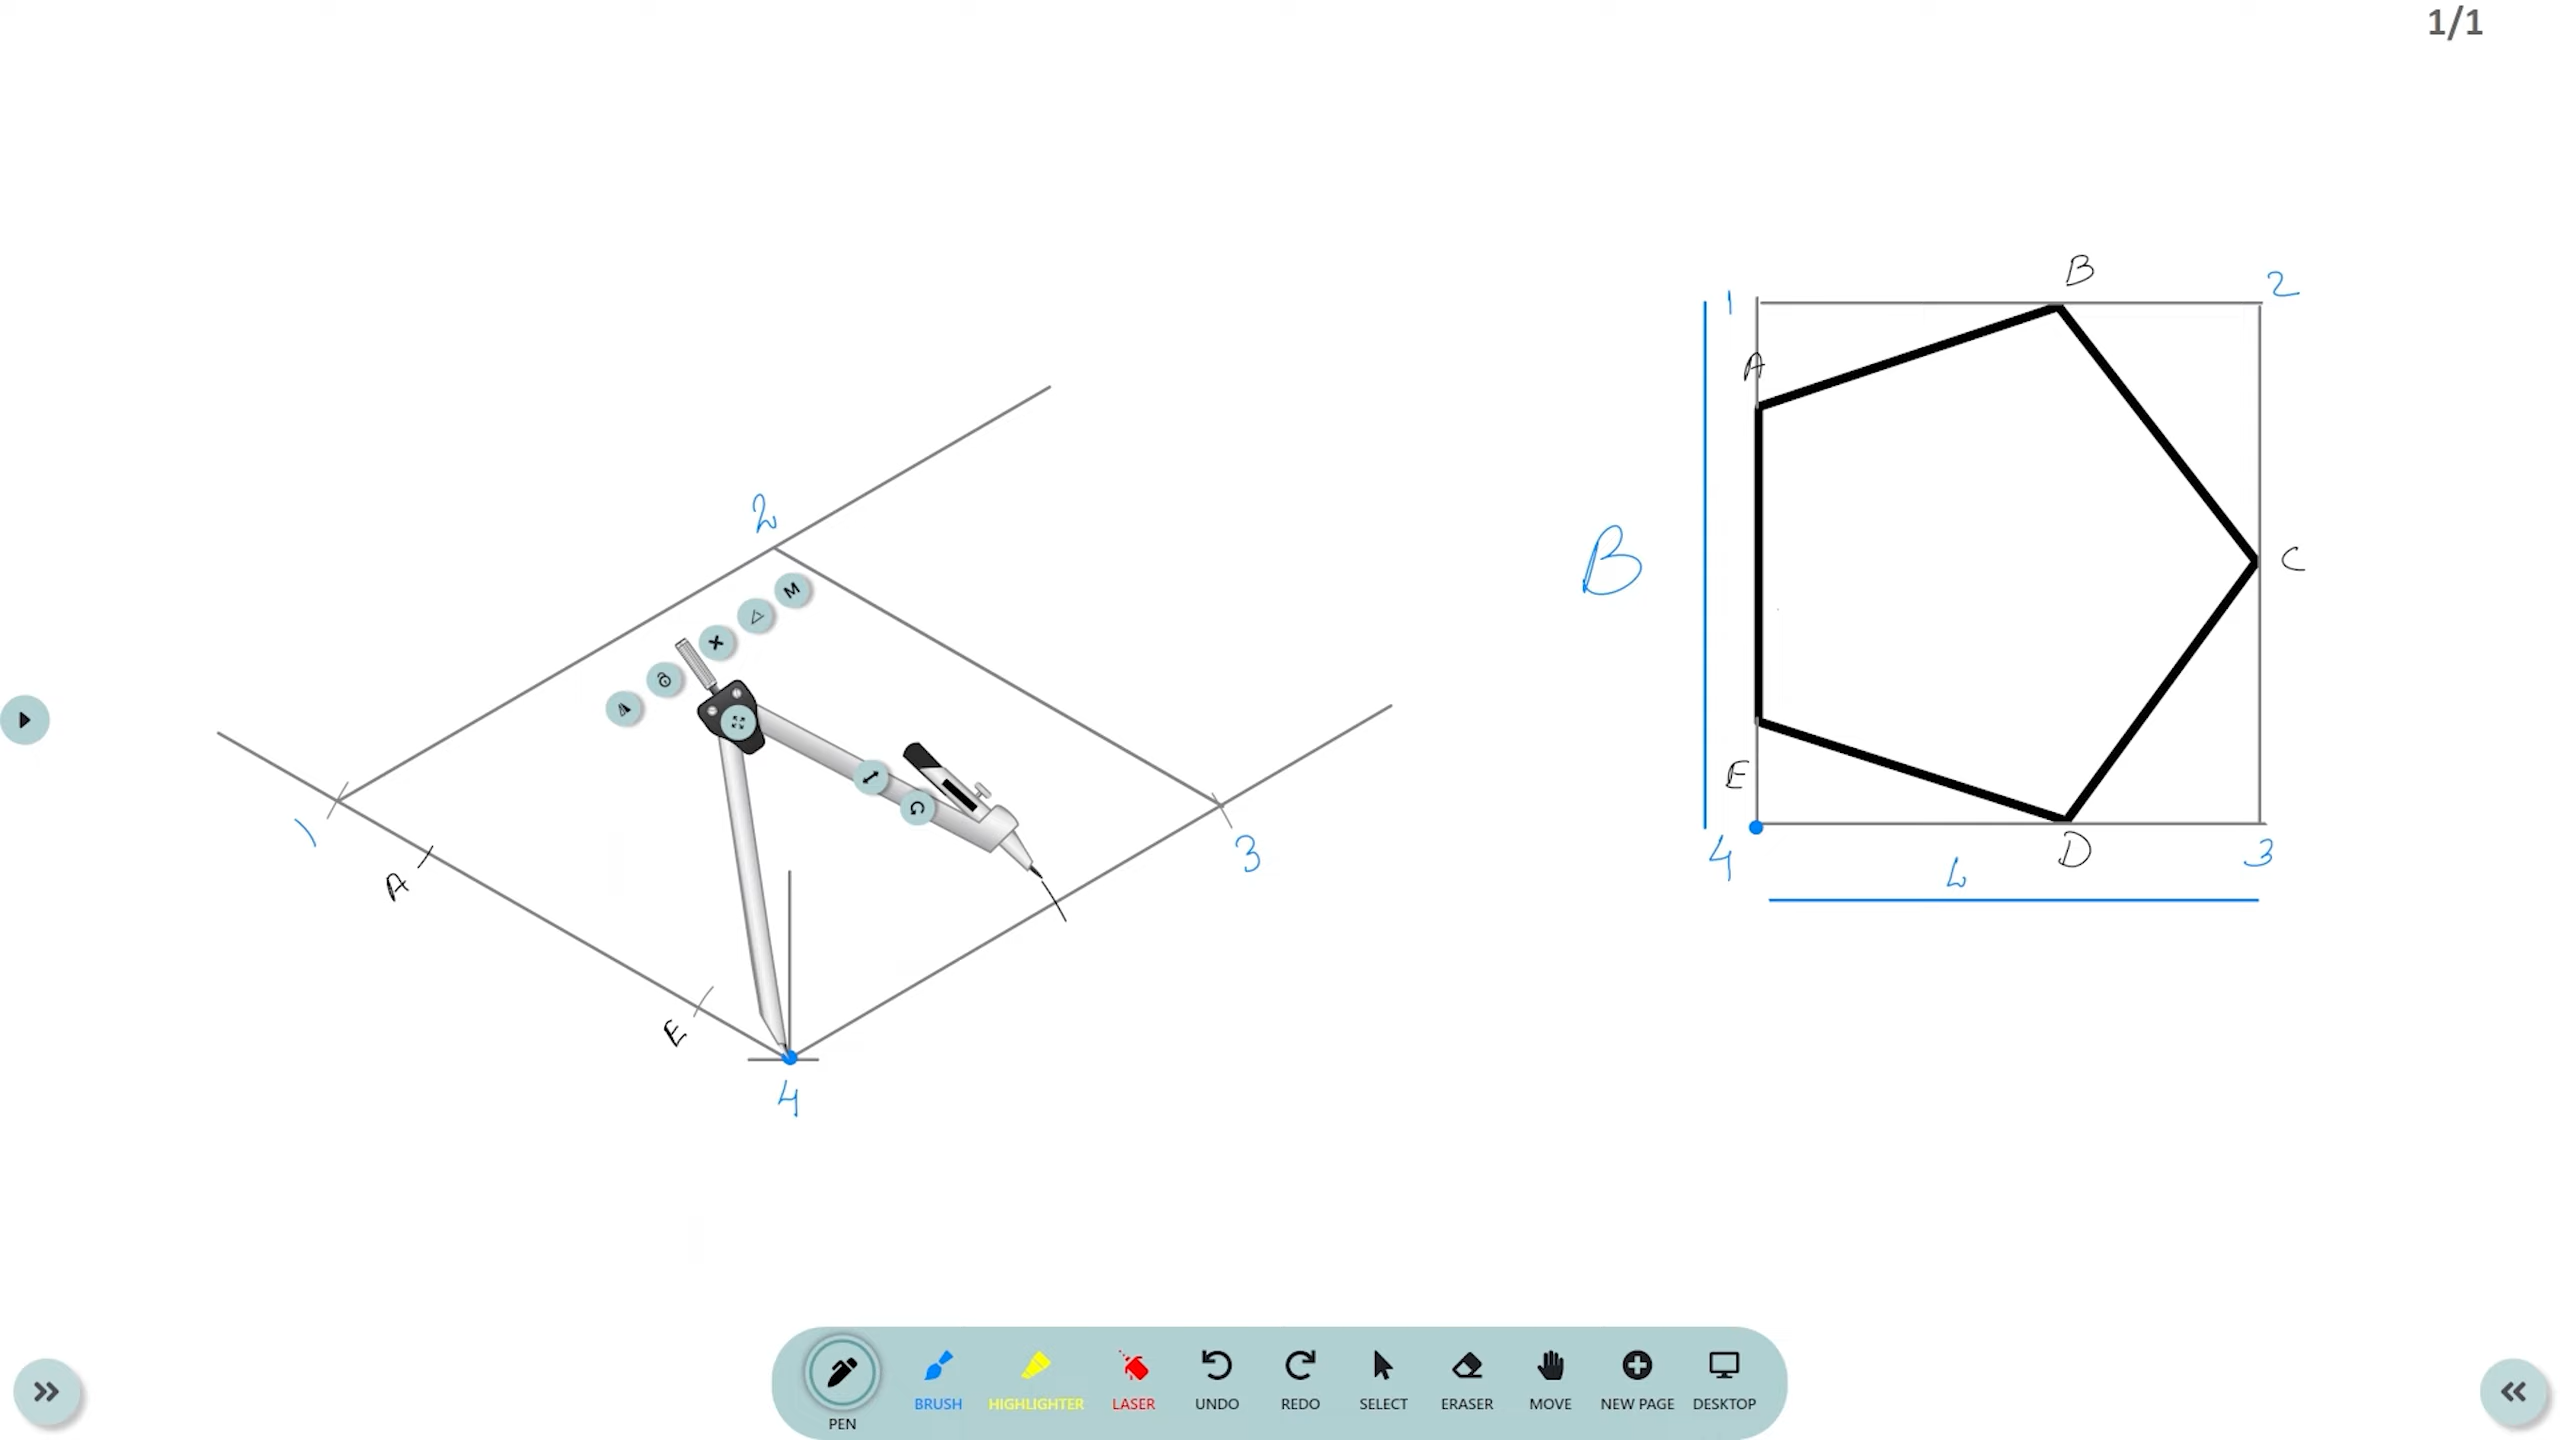 1/1
B
1
2
A
2
B
C
M
1
A
3
E
E
4
D
3
L
4
PEN
BRUSH
HIGHLIGHTER
LASER
UNDO
REDO
SELECT
ERASER
MOVE
NEW PAGE
DESKTOP